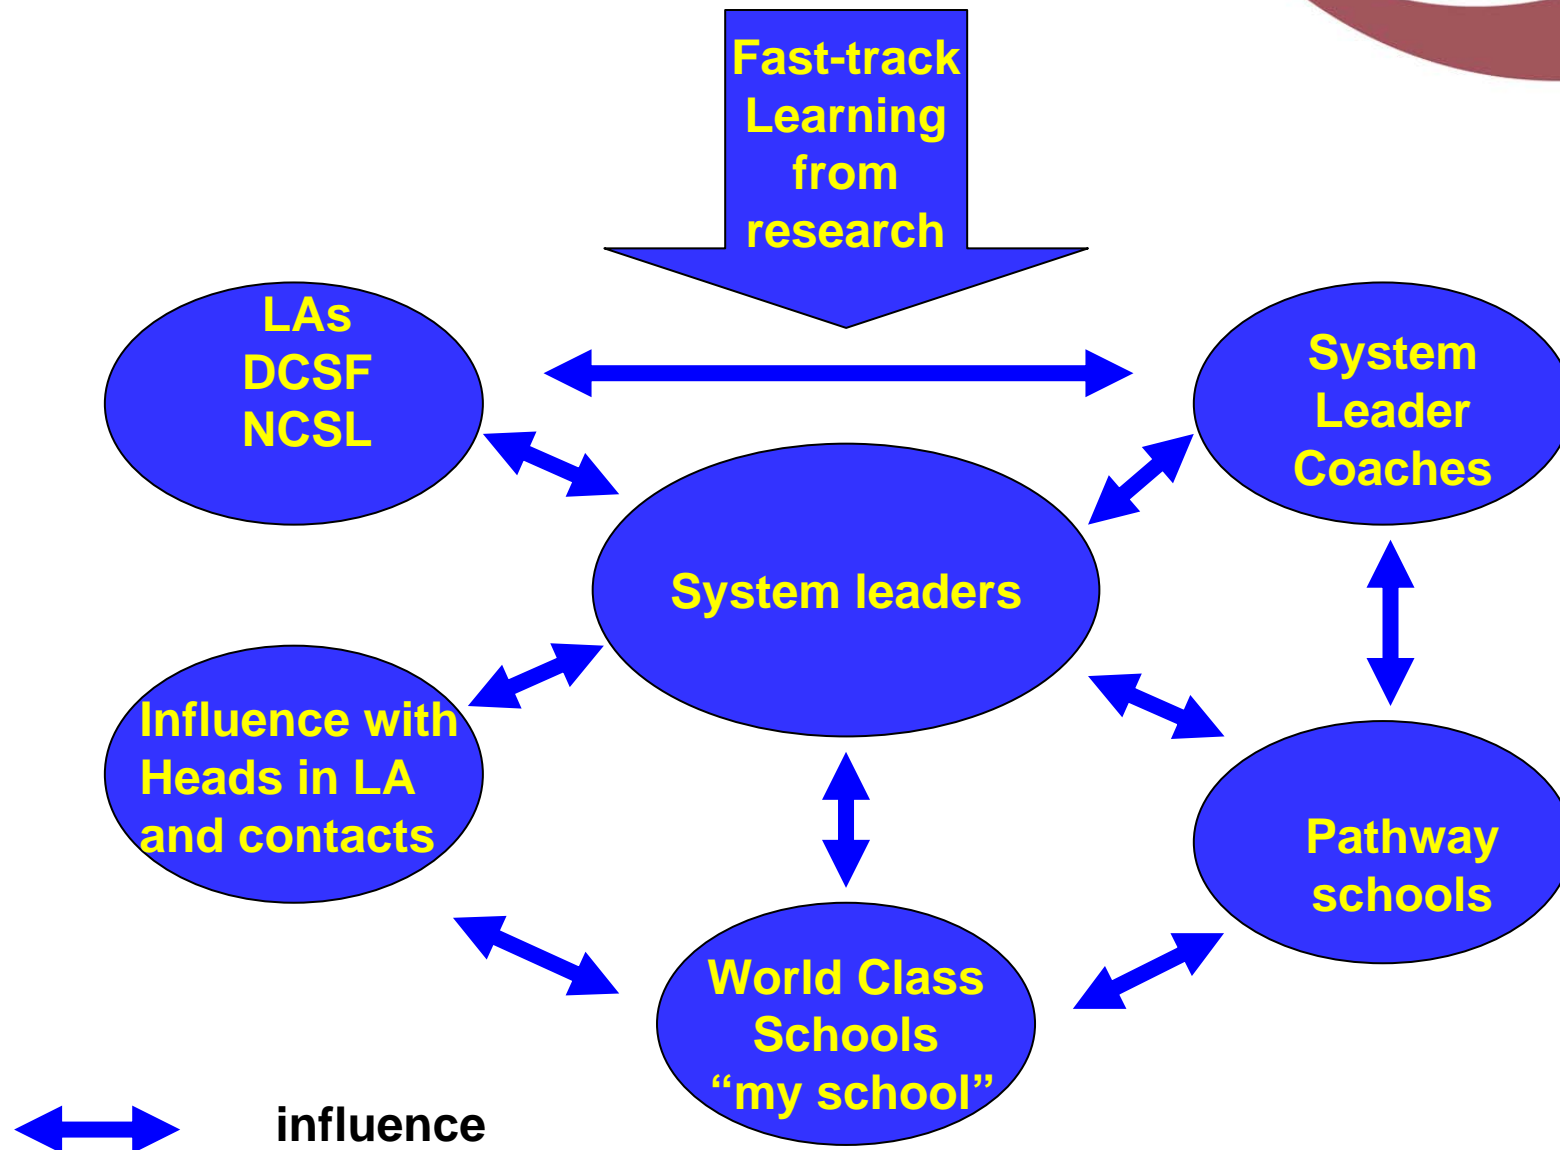 Fast-track
Learning
from
research
LAs
DCSF
NCSL
System
Leader
Coaches
System leaders
Influence with
Heads in LA
and contacts
Pathway
schools
World Class
Schools
“my school”
influence